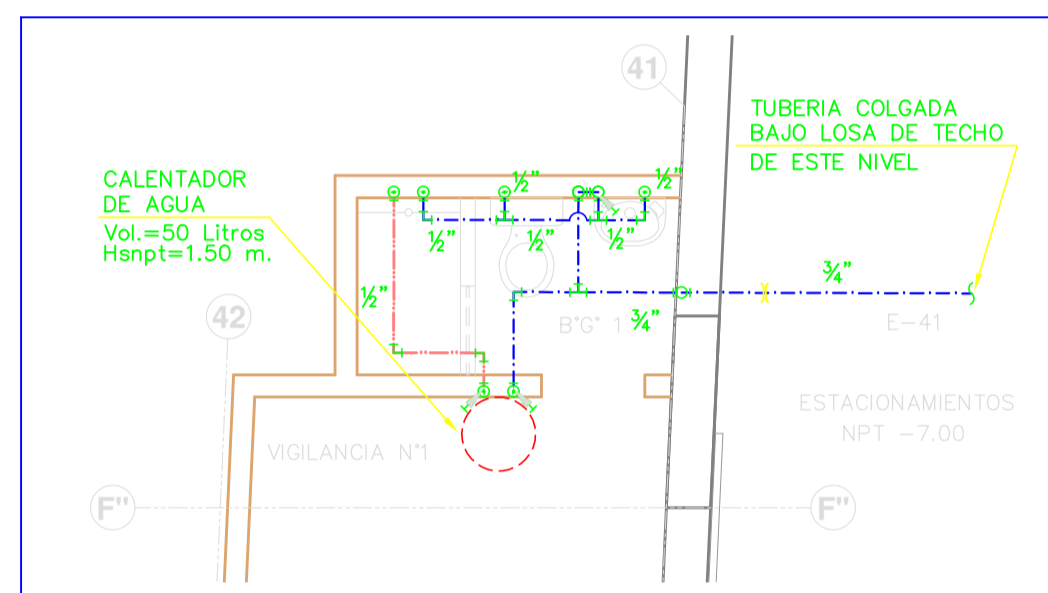 41
TUBERIA COLGADA
BAJO LOSA DE TECHO
DE ESTE NIVEL
CALENTADOR
DE AGUA
Vol.=50 Litros
Hsnpt=1.50 m.
½"
½"
½"
½"
½"
½"
¾"
¾"
42
B°G° 1
E-41
ESTACIONAMIENTOS
NPT -7.00
VIGILANCIA N°1
F"
F"